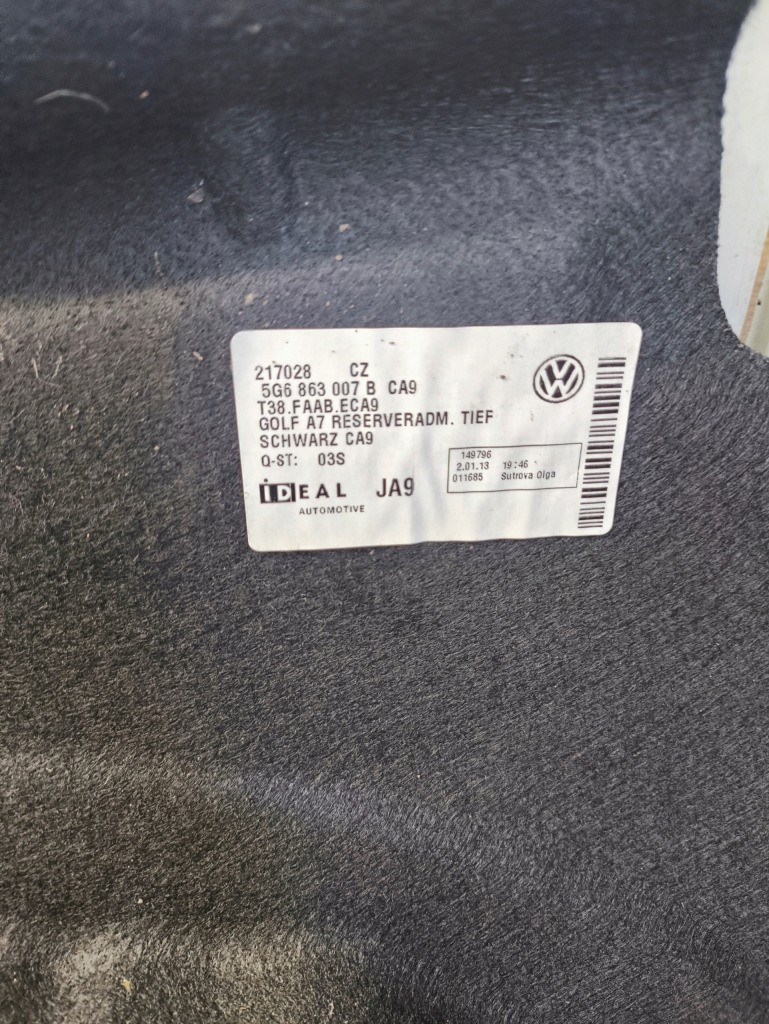 217028 CZ
5G6 863 007 B CA9
T38.FAAB.ECA9
GOLF A7 RESERVERADM. TIEF
SCHWARZ CA9
Q-ST: 03S
IDEAL JA9
AUTOMOTIVE
VW
149796
2.01.13 19:46
011685 Sutrova Olga